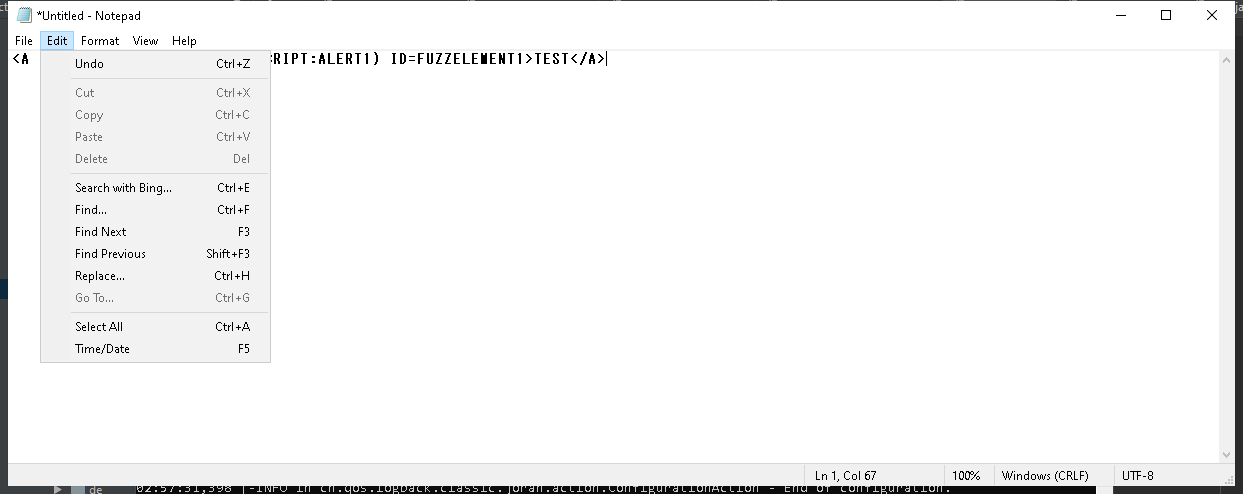 *Untitled - Notepad
File Edit Format View Help
<A RIPT:ALERT1) ID=FUZZELEMENT1>TEST</A>
Undo Ctrl+Z
Cut Ctrl+X
Copy Ctrl+C
Paste Ctrl+V
Delete Del
Search with Bing... Ctrl+E
Find... Ctrl+F
Find Next F3
Find Previous Shift+F3
Replace... Ctrl+H
Go To... Ctrl+G
Select All Ctrl+A
Time/Date F5
Ln 1, Col 67 100% Windows (CRLF) UTF-8
de 02:57:31,398 |-INFO in ch.qos.logback.classic.joran.action.ConfigurationAction - End of configuration.